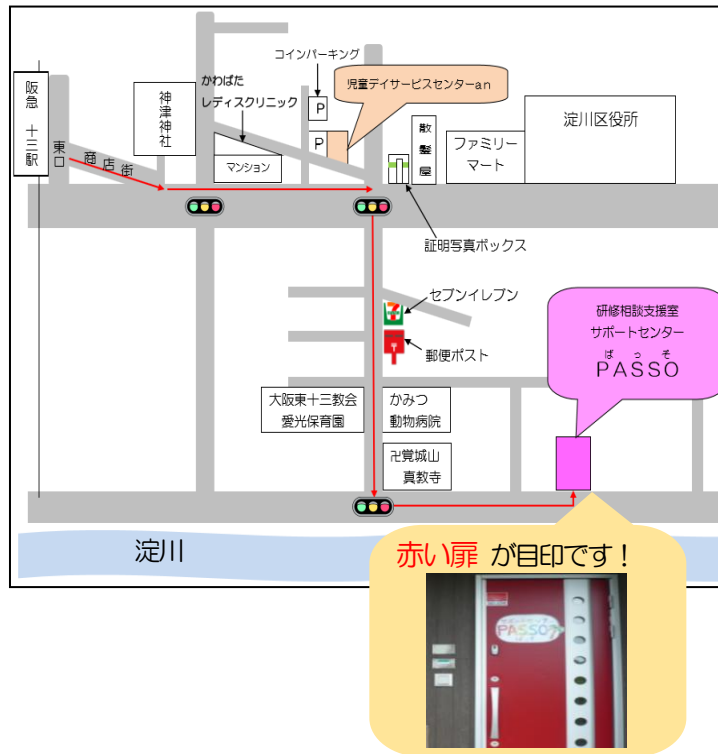 阪急 十三駅
東口
商店街
神津神社
かわばた
レディスクリニック
マンション
コインパーキング
P
P
児童デイサービスセンターan
散髪屋
ファミリー
マート
淀川区役所
証明写真ボックス
セブンイレブン
7
郵便ポスト
〒
研修相談支援室
サポートセンター
ぱっそ
PASSO
大阪東十三教会
愛光保育園
かみつ
動物病院
卍覚城山
真教寺
淀川
赤い扉 が目印です!
PASSO